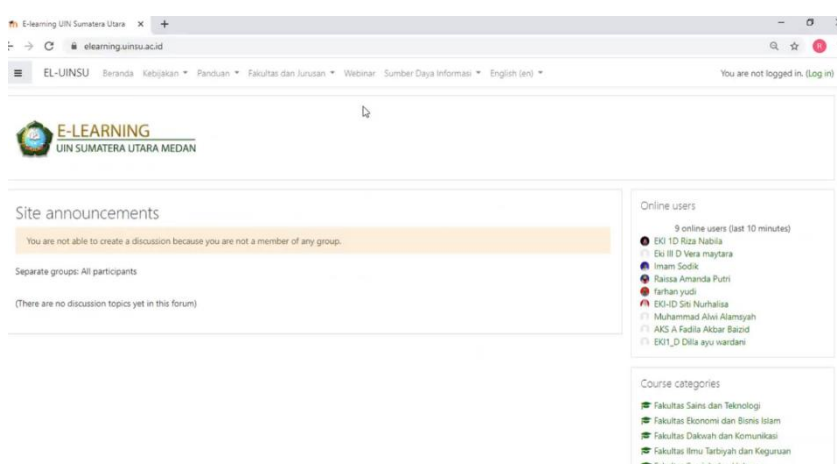 E-learning UIN Sumatera Utara
elearning.uinsu.ac.id
R
EL-UINSU Beranda Kebijakan Panduan Fakultas dan Jurusan Webinar Sumber Daya Informasi English (en) You are not logged in. (Log in)
E-LEARNING
UIN SUMATERA UTARA MEDAN
Site announcements
You are not able to create a discussion because you are not a member of any group.
Separate groups: All participants
(There are no discussion topics yet in this forum)
Online users
9 online users (last 10 minutes)
EKI 1D Riza Nabila
Eki III D Vera maytara
Imam Sodik
Raissa Amanda Putri
farhan yudi
EKI-ID Siti Nurhalisa
Muhammad Alwi Alamsyah
AKS A Fadila Akbar Baizid
EKI1_D Dilla ayu wardani
Course categories
Fakultas Sains dan Teknologi
Fakultas Ekonomi dan Bisnis Islam
Fakultas Dakwah dan Komunikasi
Fakultas Ilmu Tarbiyah dan Keguruan